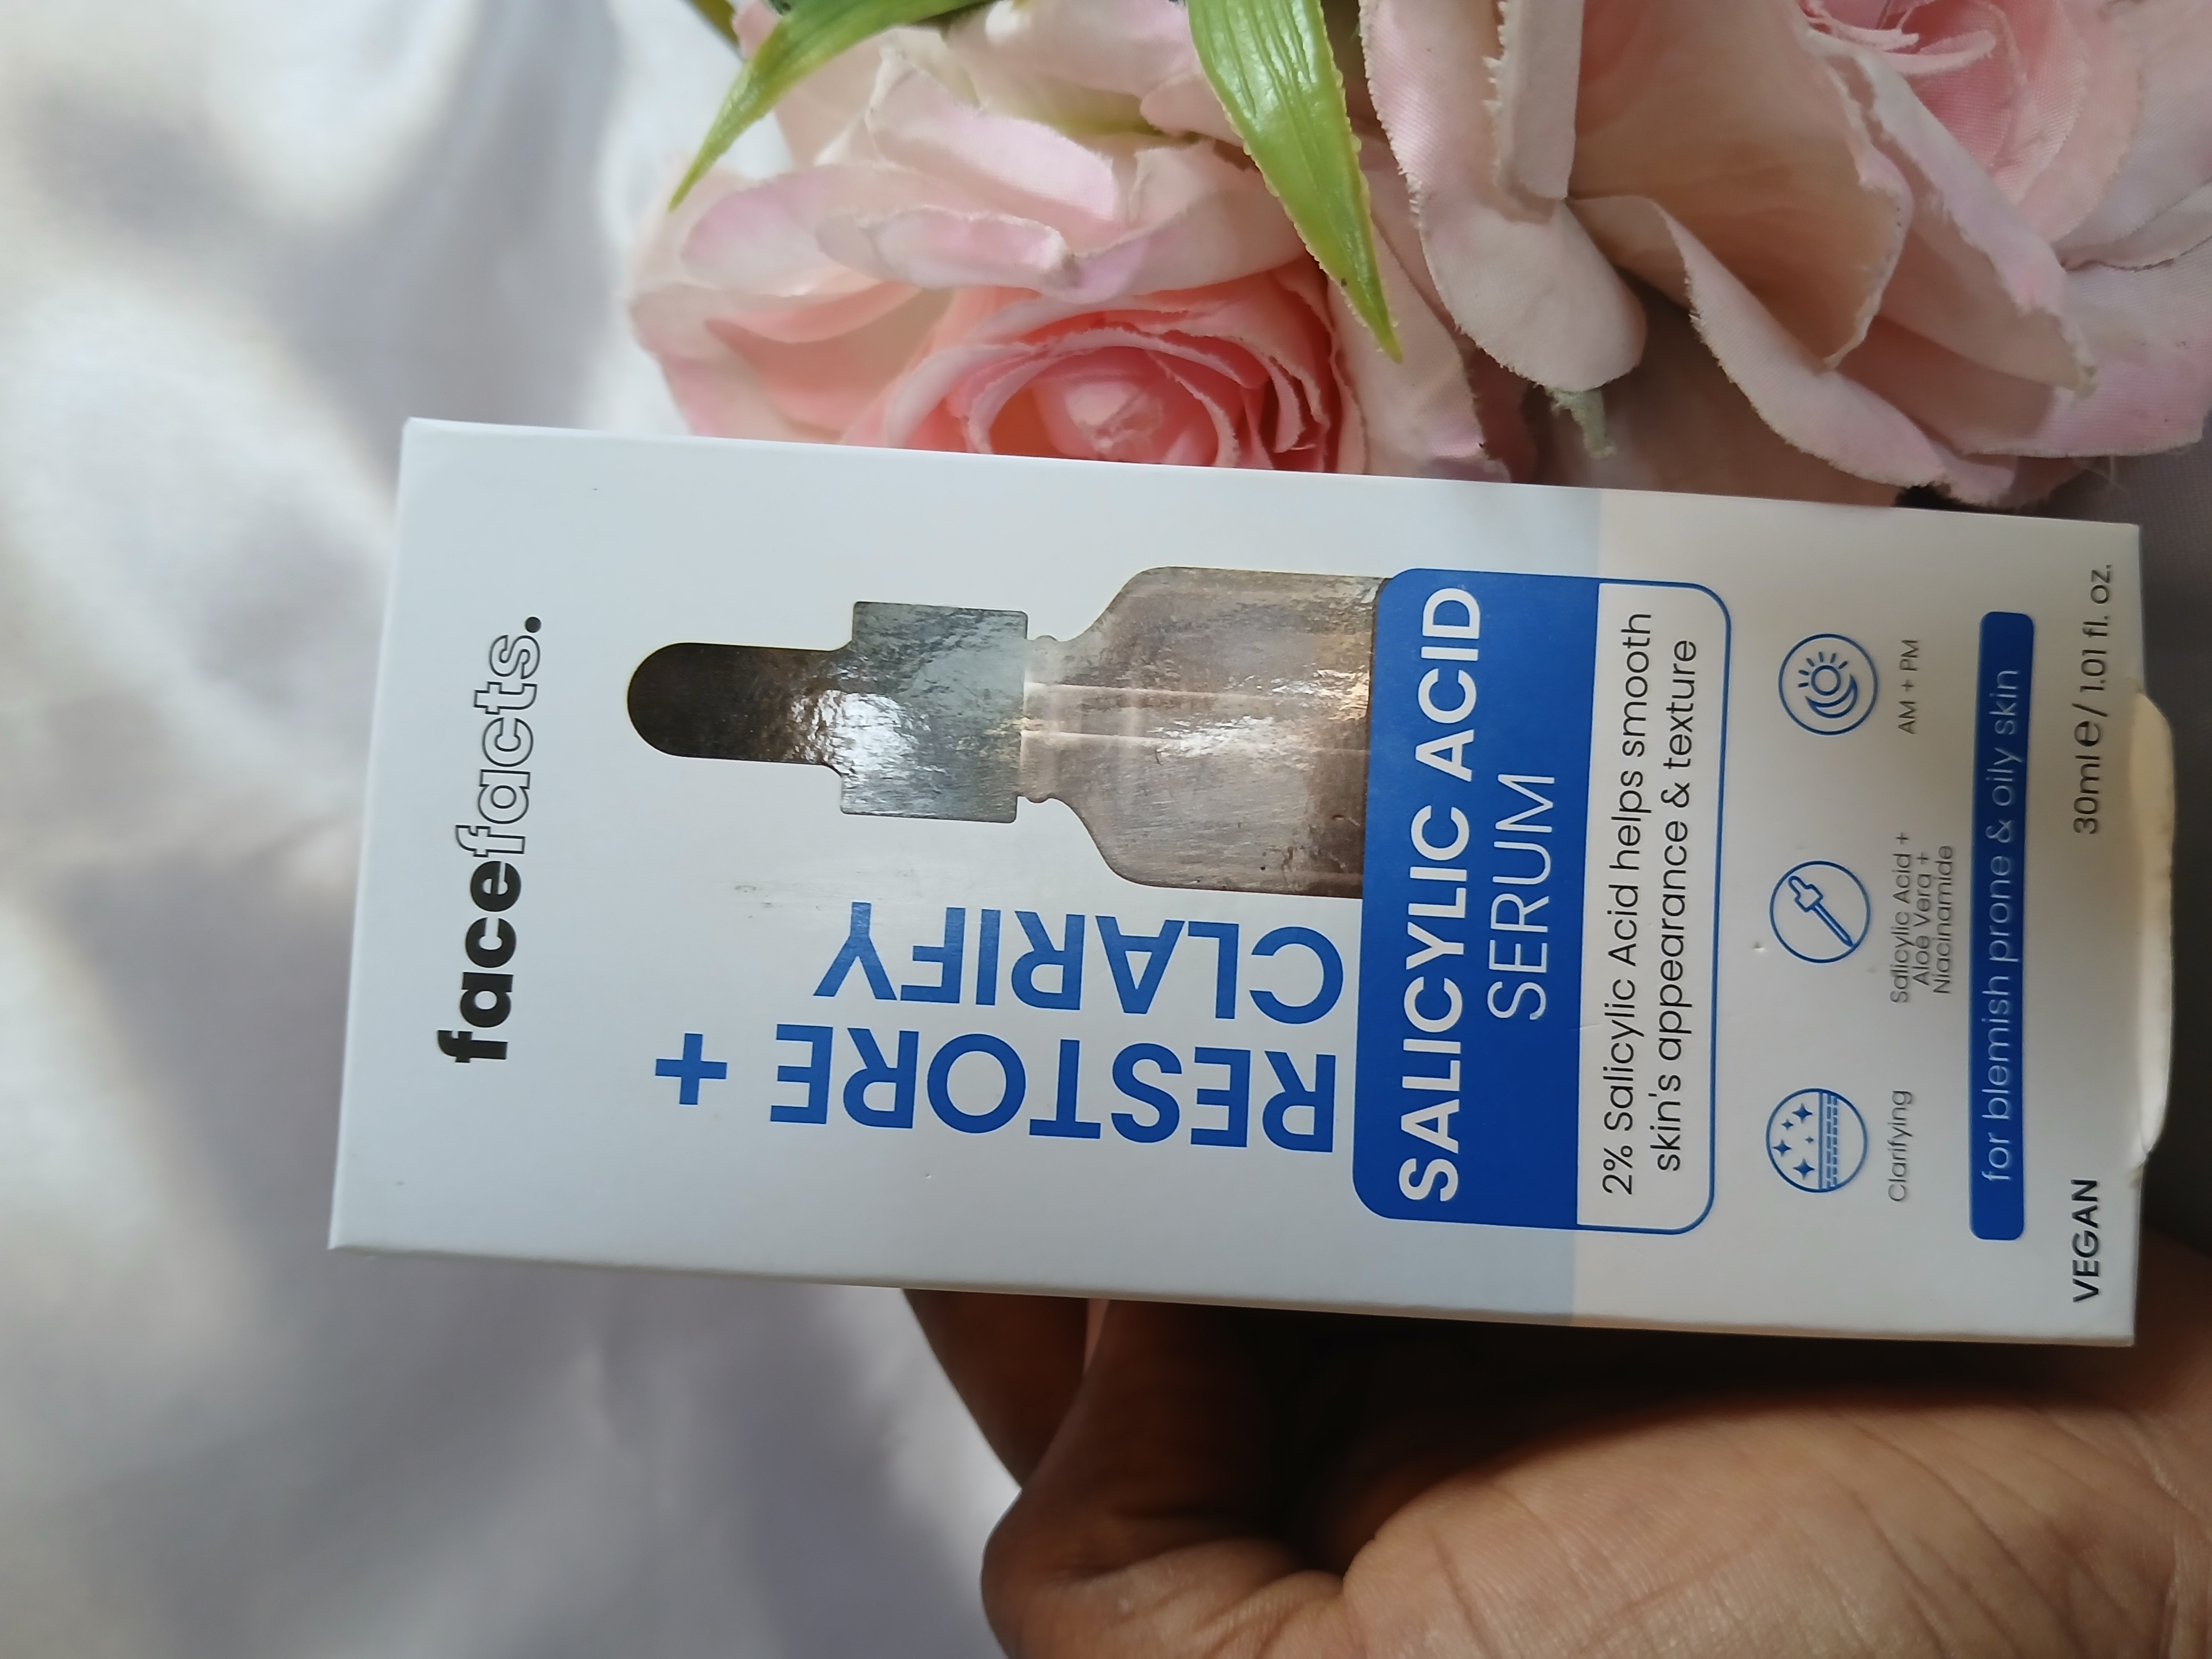 facefacts.
RESTORE +
CLARIFY
SALICYLIC ACID
SERUM
2% Salicylic Acid helps smooth
skin's appearance & texture
Clarifying
Salicylic Acid +
Aloe Vera +
Niacinamide
AM + PM
for blemish prone & oily skin
VEGAN
30ml e / 1.01 fl. oz.